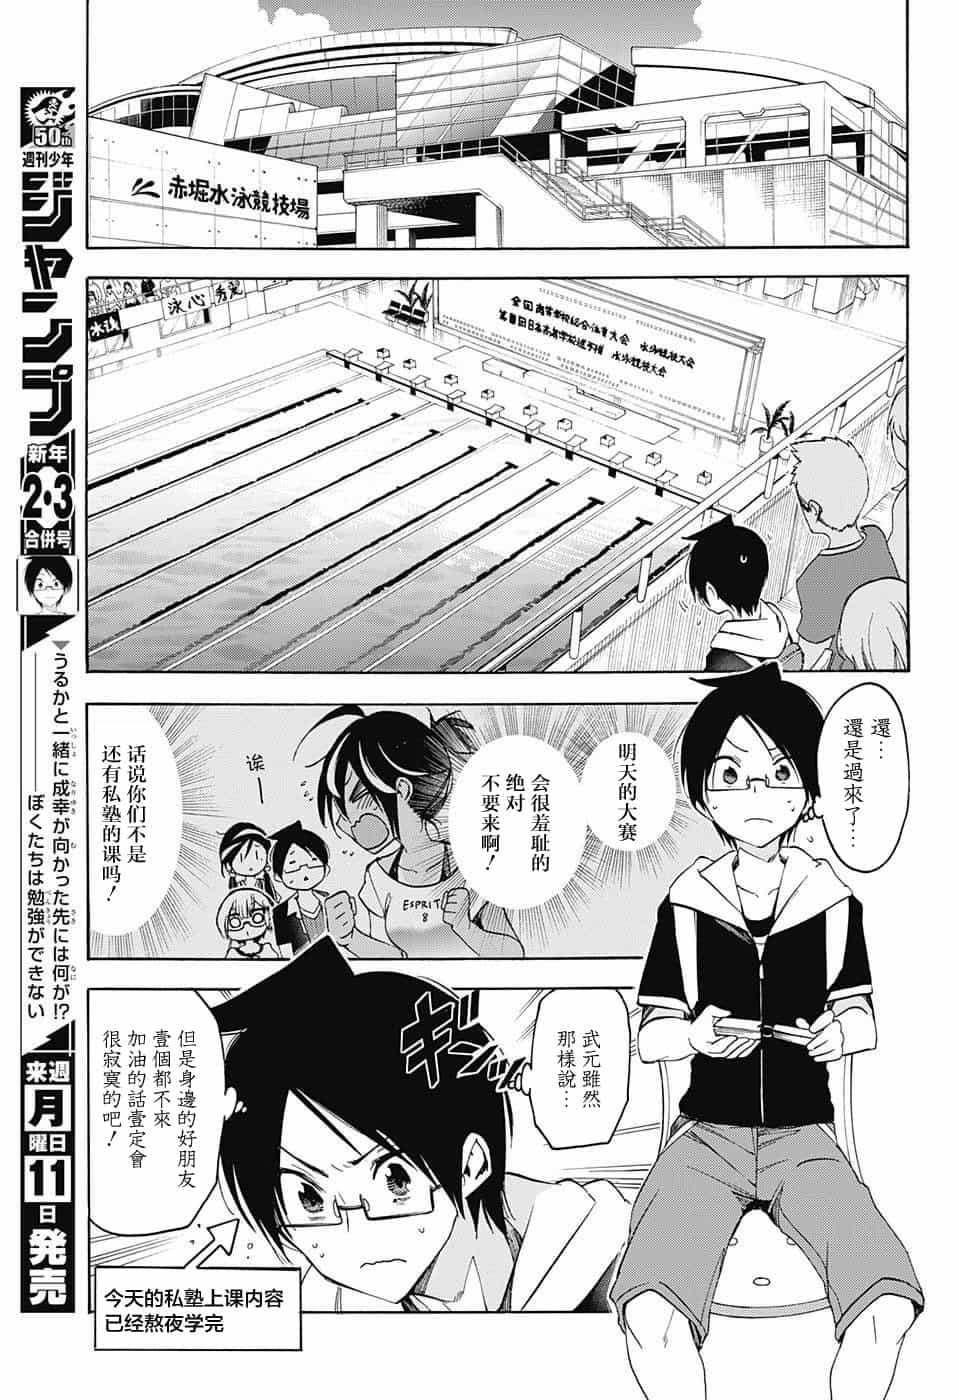 赤堀水泳競技場
泳心
還…
還是過來了…
明天的大赛
会很羞耻的
绝对
不要来啊！
诶
话说你们不是
还有私塾的课吗！
ESPRIT
8
武元雖然
那樣說…
但是身邊的好朋友
壹個都不來
加油的話壹定會
很寂寞的吧！
ギシ
今天的私塾上课内容
已经熬夜学完
50th
週刊少年
ジャンプ
新年
2・3
合併号
▼うるかと一緒に成幸が向かった先には何が!?
――ぼくたちは勉強ができない
来週
月
曜日
11
日
発売